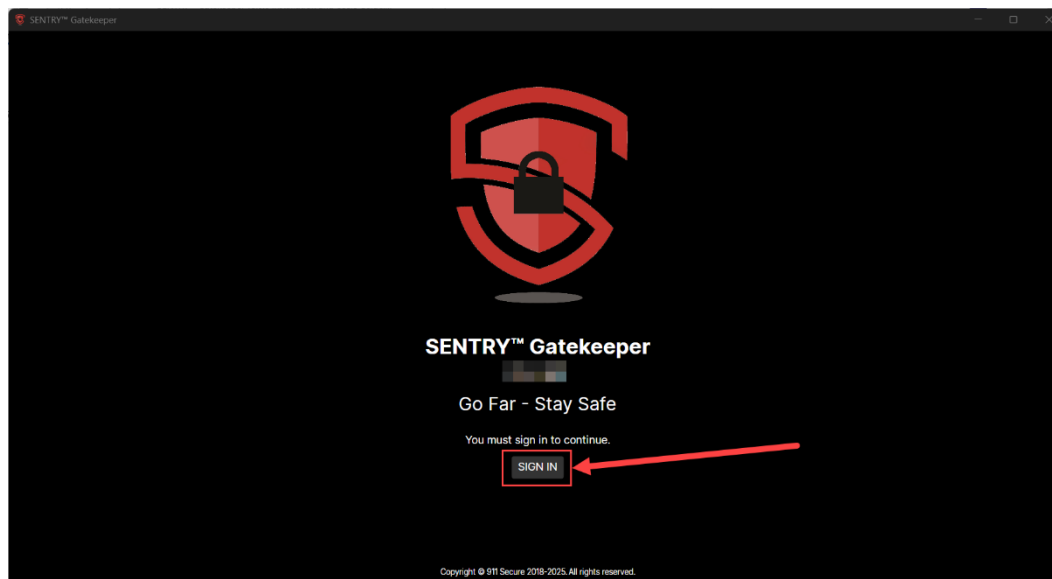 SENTRY™ Gatekeeper
SENTRY™ Gatekeeper
Go Far - Stay Safe
You must sign in to continue.
SIGN IN
Copyright © 911 Secure 2018-2025. All rights reserved.